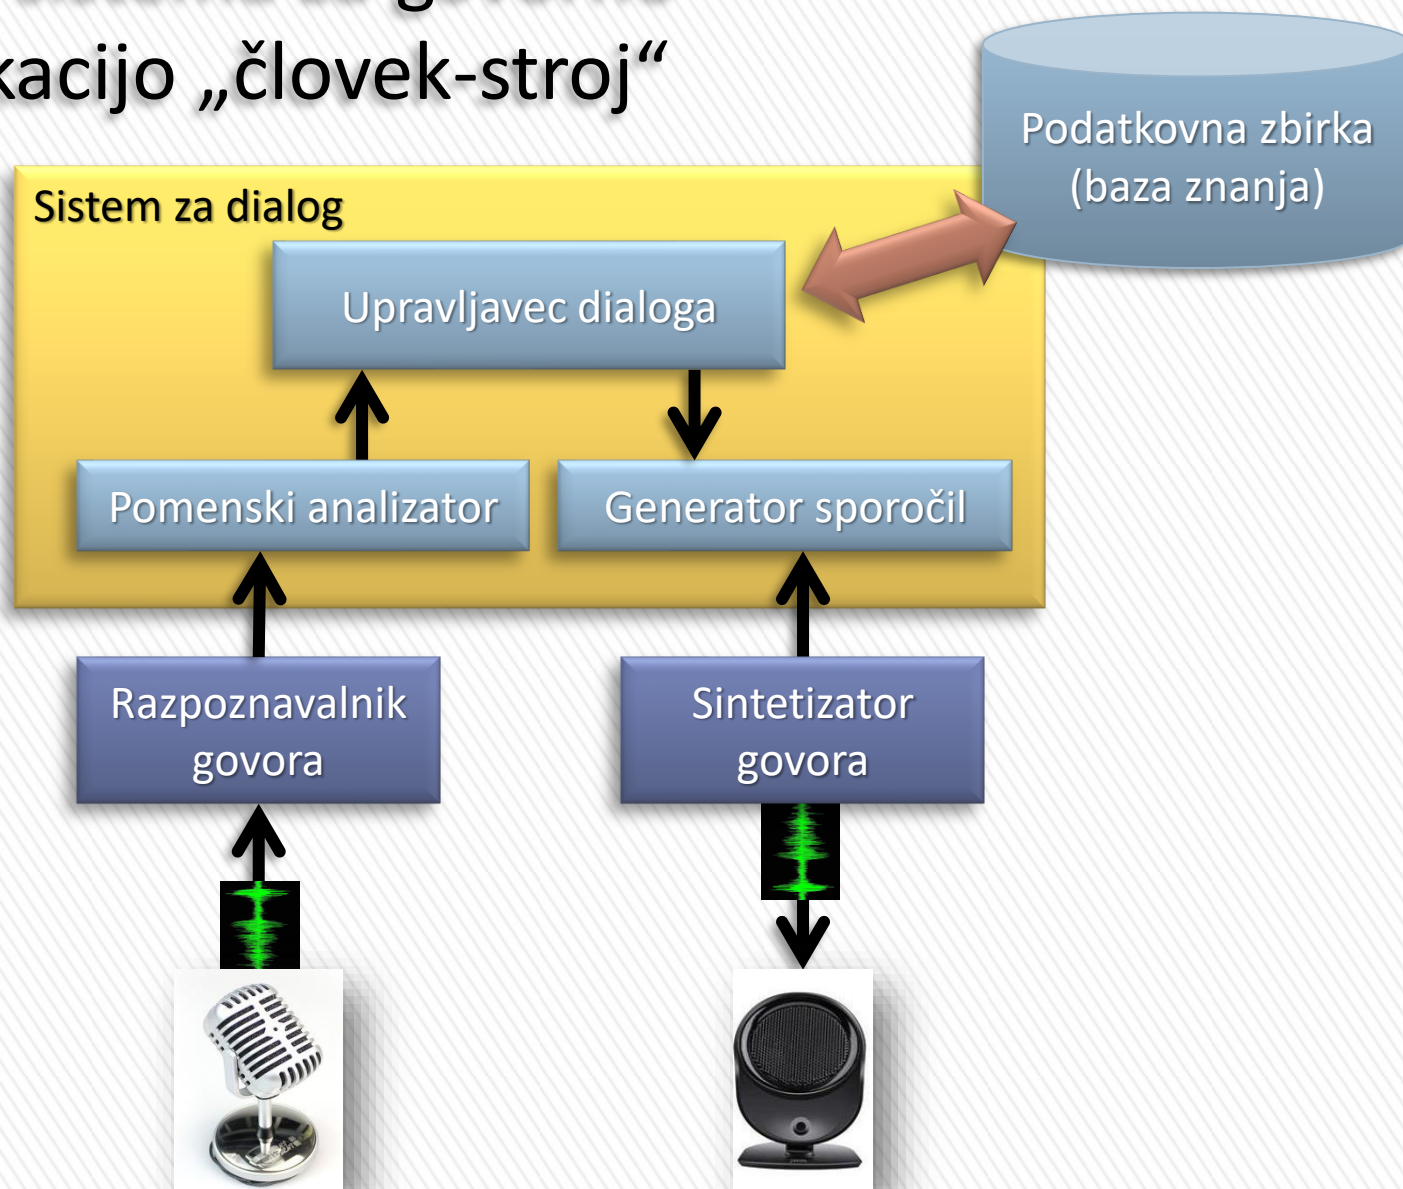 kacijo „človek-stroj“
Podatkovna zbirka
(baza znanja)
Sistem za dialog
Upravljavec dialoga
Pomenski analizator
Generator sporočil
Razpoznavalnik
govora
Sintetizator
govora